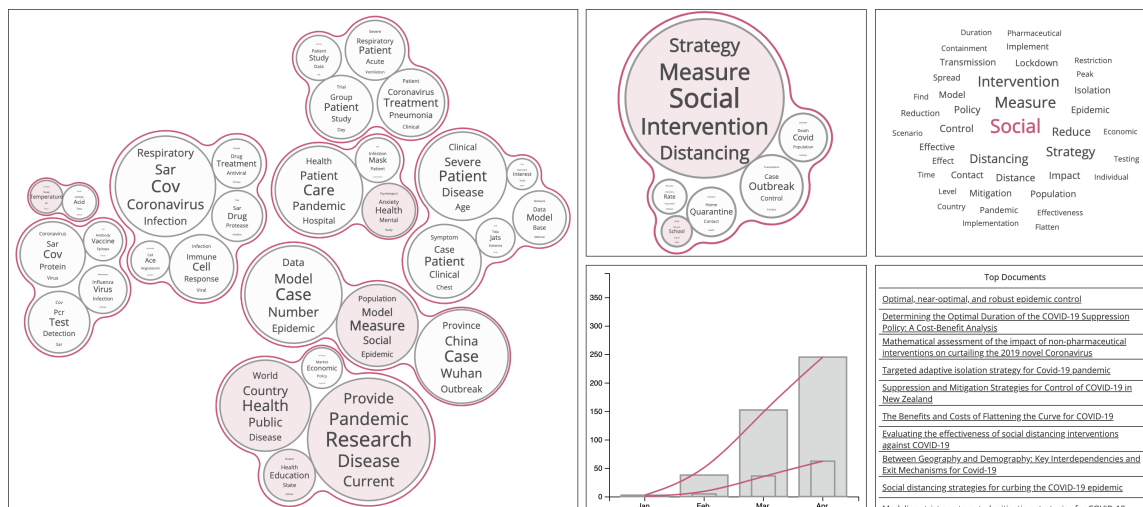 Patient
Study
Data
Severe
Respiratory
Patient
Acute
Ventilation
Trial
Group
Patient
Study
Day
Patient
Coronavirus
Treatment
Pneumonia
Clinical
Respiratory
Sar
Cov
Coronavirus
Infection
Drug
Treatment
Antiviral
Sar
Drug
Protease
Infection
Immune
Cell
Response
Viral
Cell
Ace
Temperature
Acid
Coronavirus
Sar
Cov
Protein
Virus
Antibody
Vaccine
Epitope
Influenza
Virus
Infection
Cov
Pcr
Test
Detection
Sar
Health
Patient
Care
Pandemic
Hospital
Infection
Mask
Patient
Psychological
Anxiety
Health
Mental
Clinical
Severe
Patient
Disease
Age
Interest
Data
Model
Base
Title
Jats
Symptom
Case
Patient
Clinical
Chest
Data
Model
Case
Number
Epidemic
Population
Model
Measure
Social
Epidemic
Province
China
Case
Wuhan
Outbreak
World
Country
Health
Public
Disease
Market
Economic
Policy
Health
Education
State
Provide
Pandemic
Research
Disease
Current
Strategy
Measure
Social
Intervention
Distancing
Death
Covid
Population
Case
Outbreak
Control
Rate
Home
Quarantine
Contact
School
Duration Pharmaceutical
Containment Implement
Transmission Lockdown Restriction
Spread Intervention Peak
Find Model Measure Isolation
Reduction Policy Epidemic
Scenario Control Social Reduce Economic
Effective Strategy
Effect Distancing Testing
Time Contact Distance Impact Individual
Level Mitigation Population
Country Pandemic Effectiveness
Implementation Flatten
350
300
250
200
150
100
50
0
Jan Feb Mar Apr
Top Documents
Optimal, near-optimal, and robust epidemic control
Determining the Optimal Duration of the COVID-19 Suppression
Policy: A Cost-Benefit Analysis
Mathematical assessment of the impact of non-pharmaceutical
interventions on curtailing the 2019 novel Coronavirus
Targeted adaptive isolation strategy for Covid-19 pandemic
Suppression and Mitigation Strategies for Control of COVID-19 in
New Zealand
The Benefits and Costs of Flattening the Curve for COVID-19
Evaluating the effectiveness of social distancing interventions
against COVID-19
Between Geography and Demography: Key Interdependencies and
Exit Mechanisms for Covid-19
Social distancing strategies for curbing the COVID-19 epidemic